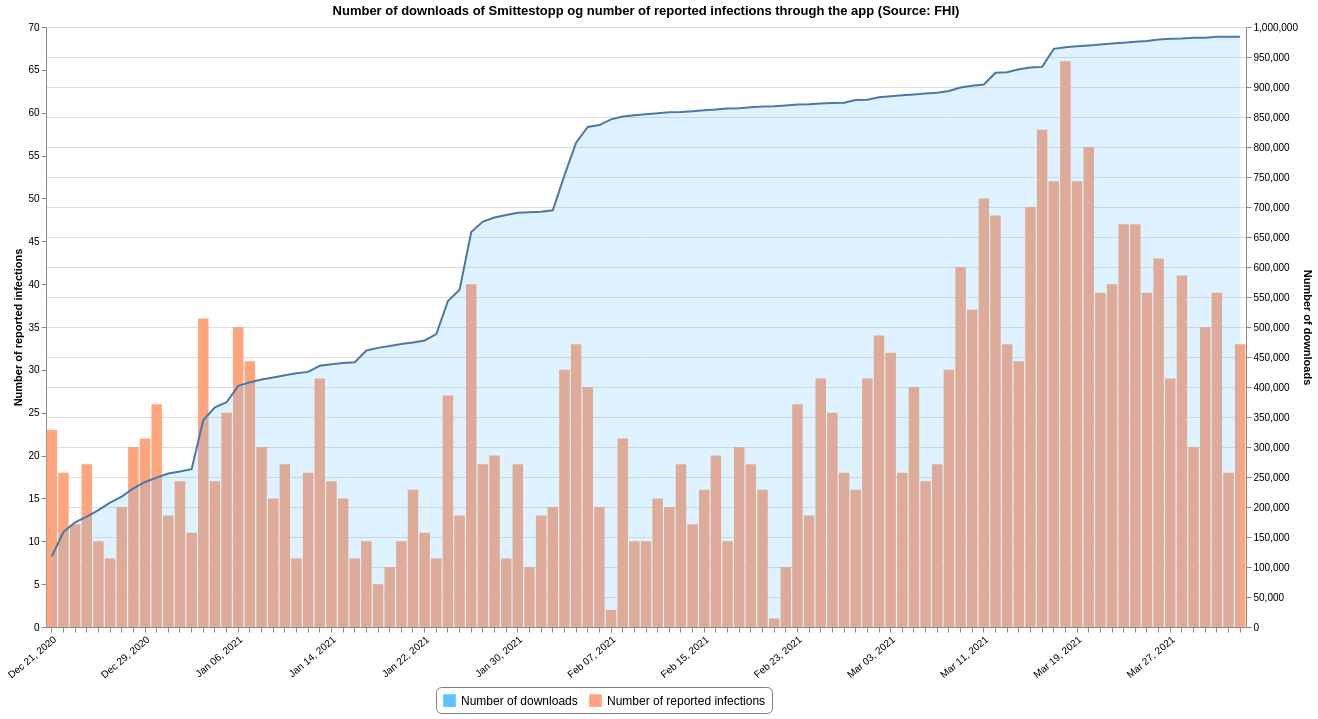 Number of downloads of Smittestopp og number of reported infections through the app (Source: FHI)
70
65
60
55
50
45
40
35
30
25
20
15
10
5
0
Number of reported infections
1,000,000
950,000
900,000
850,000
800,000
750,000
700,000
650,000
600,000
550,000
500,000
450,000
400,000
350,000
300,000
250,000
200,000
150,000
100,000
50,000
0
Number of downloads
Dec 21, 2020
Dec 29, 2020
Jan 06, 2021
Jan 14, 2021
Jan 22, 2021
Jan 30, 2021
Feb 07, 2021
Feb 15, 2021
Feb 23, 2021
Mar 03, 2021
Mar 11, 2021
Mar 19, 2021
Mar 27, 2021
Number of downloads
Number of reported infections